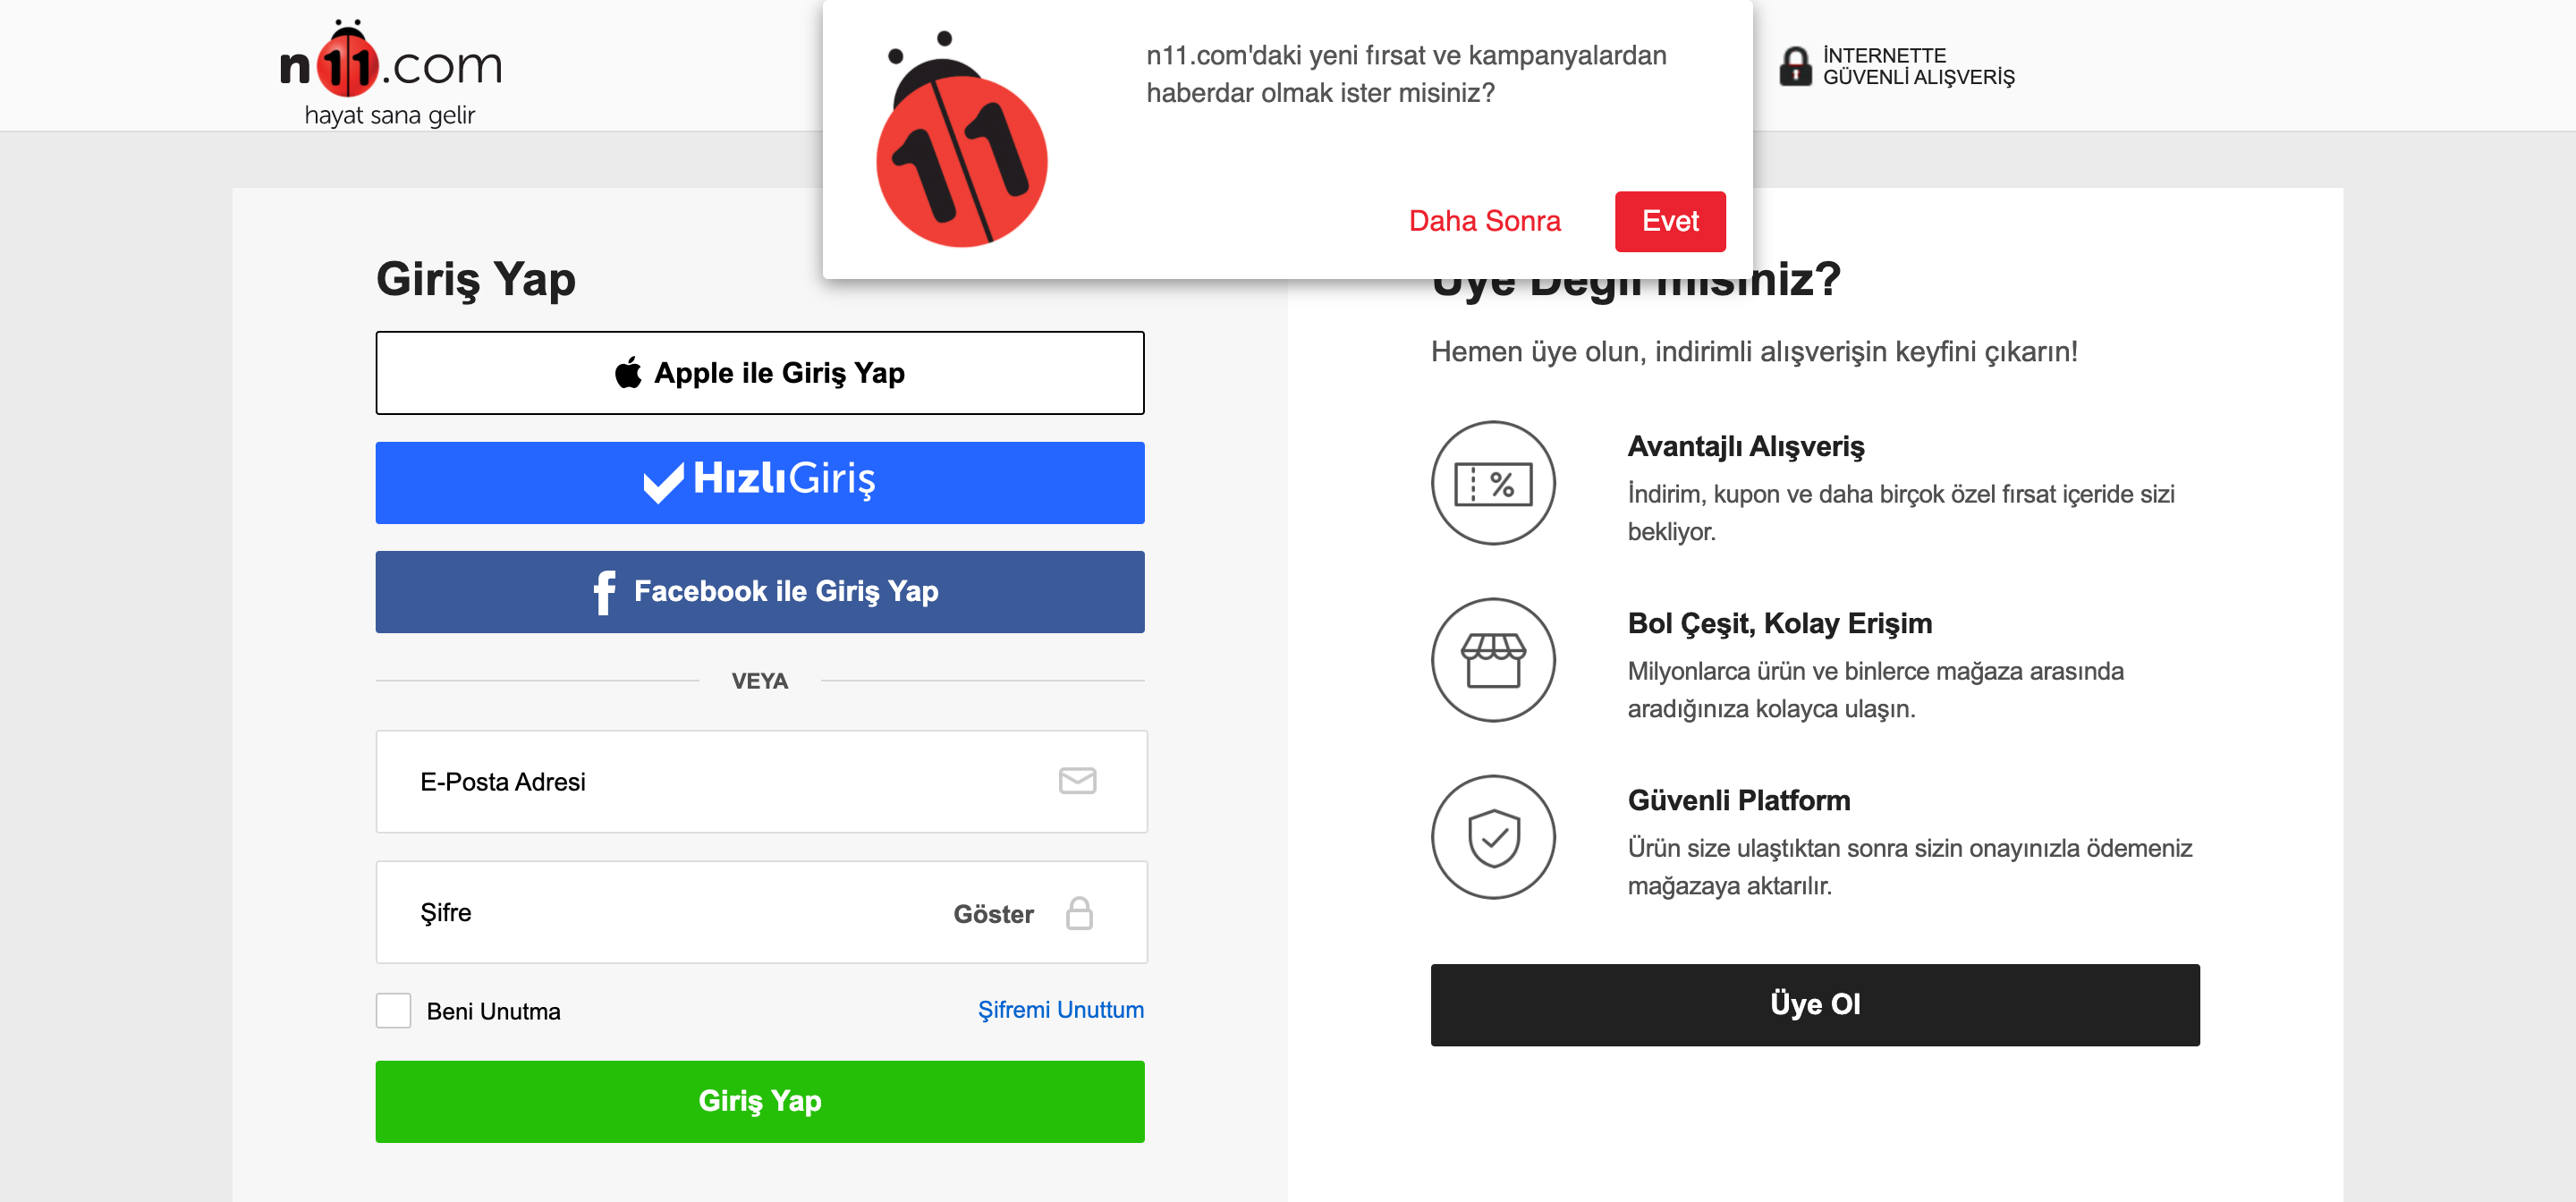 n11.com
hayat sana gelir
11
n11.com'daki yeni fırsat ve kampanyalardan
haberdar olmak ister misiniz?
Daha Sonra
Evet
İNTERNETTE
GÜVENLİ ALIŞVERİŞ
Giriş Yap
Apple ile Giriş Yap
HızlıGiriş
Facebook ile Giriş Yap
VEYA
E-Posta Adresi
Şifre
Göster
Beni Unutma
Şifremi Unuttum
Giriş Yap
Üye Değil misiniz?
Hemen üye olun, indirimli alışverişin keyfini çıkarın!
%
Avantajlı Alışveriş
İndirim, kupon ve daha birçok özel fırsat içeride sizi
bekliyor.
Bol Çeşit, Kolay Erişim
Milyonlarca ürün ve binlerce mağaza arasında
aradığınıza kolayca ulaşın.
Güvenli Platform
Ürün size ulaştıktan sonra sizin onayınızla ödemeniz
mağazaya aktarılır.
Üye Ol